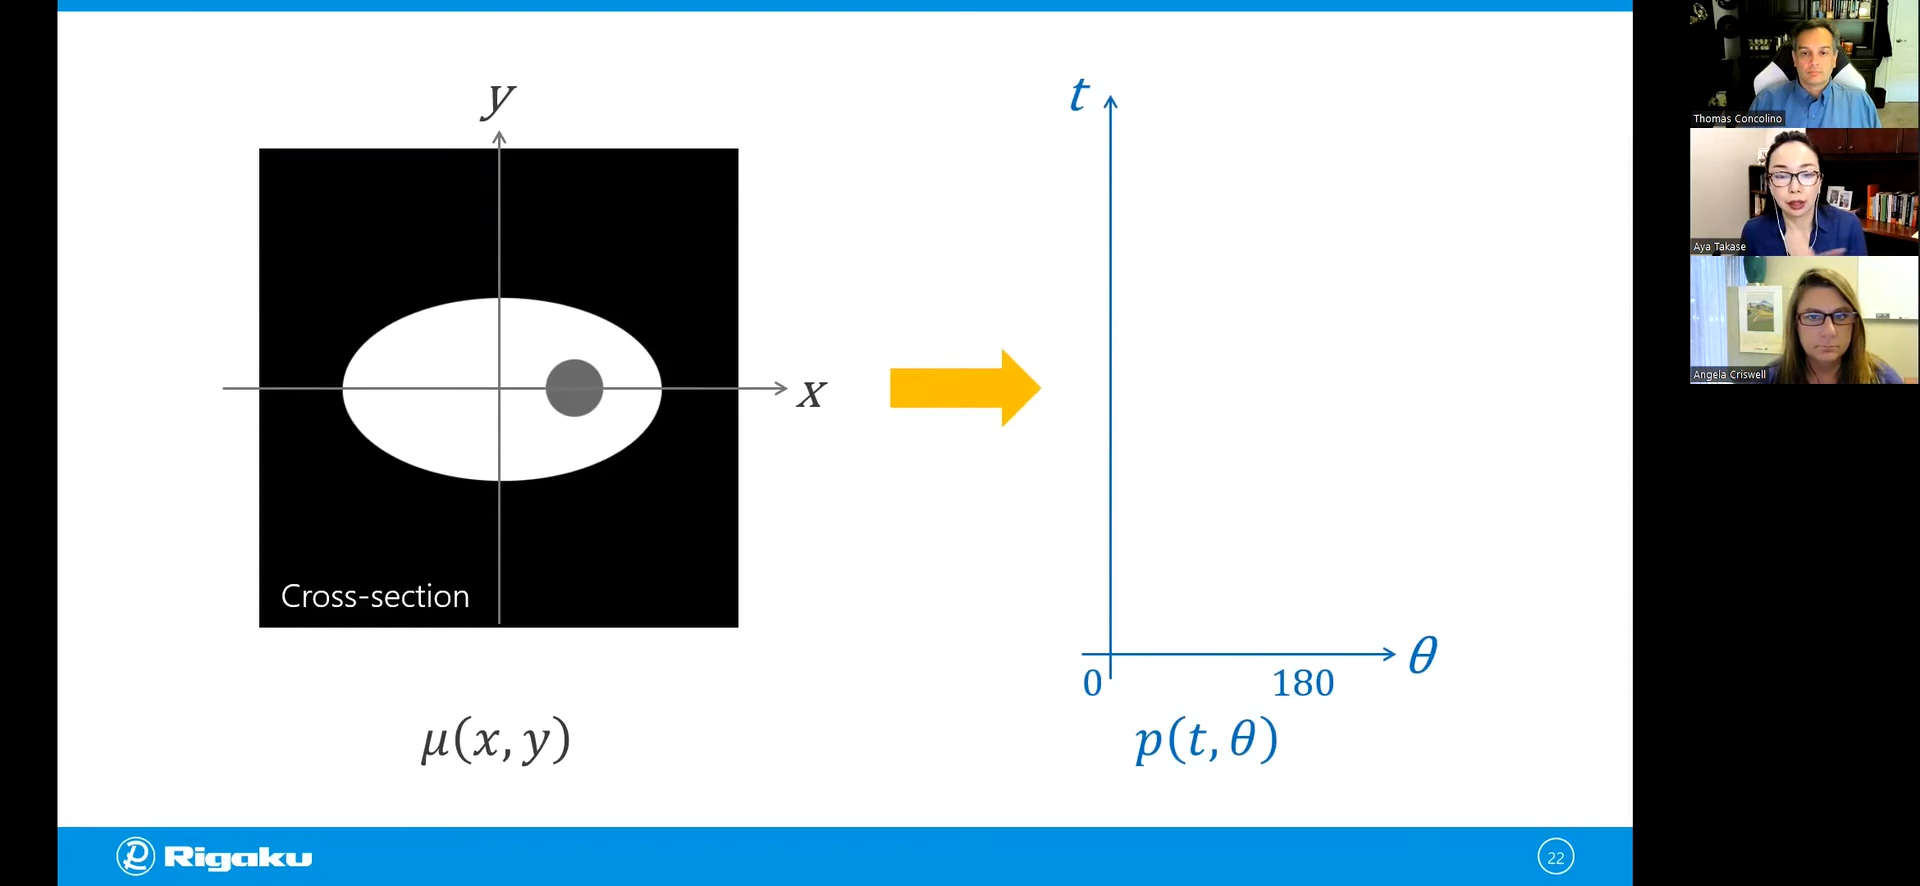 y
t
x
Cross-section
θ
0
180
μ(x, y)
p(t, θ)
Rigaku
22
Thomas Concolino
Aya Takase
Angela Criswell